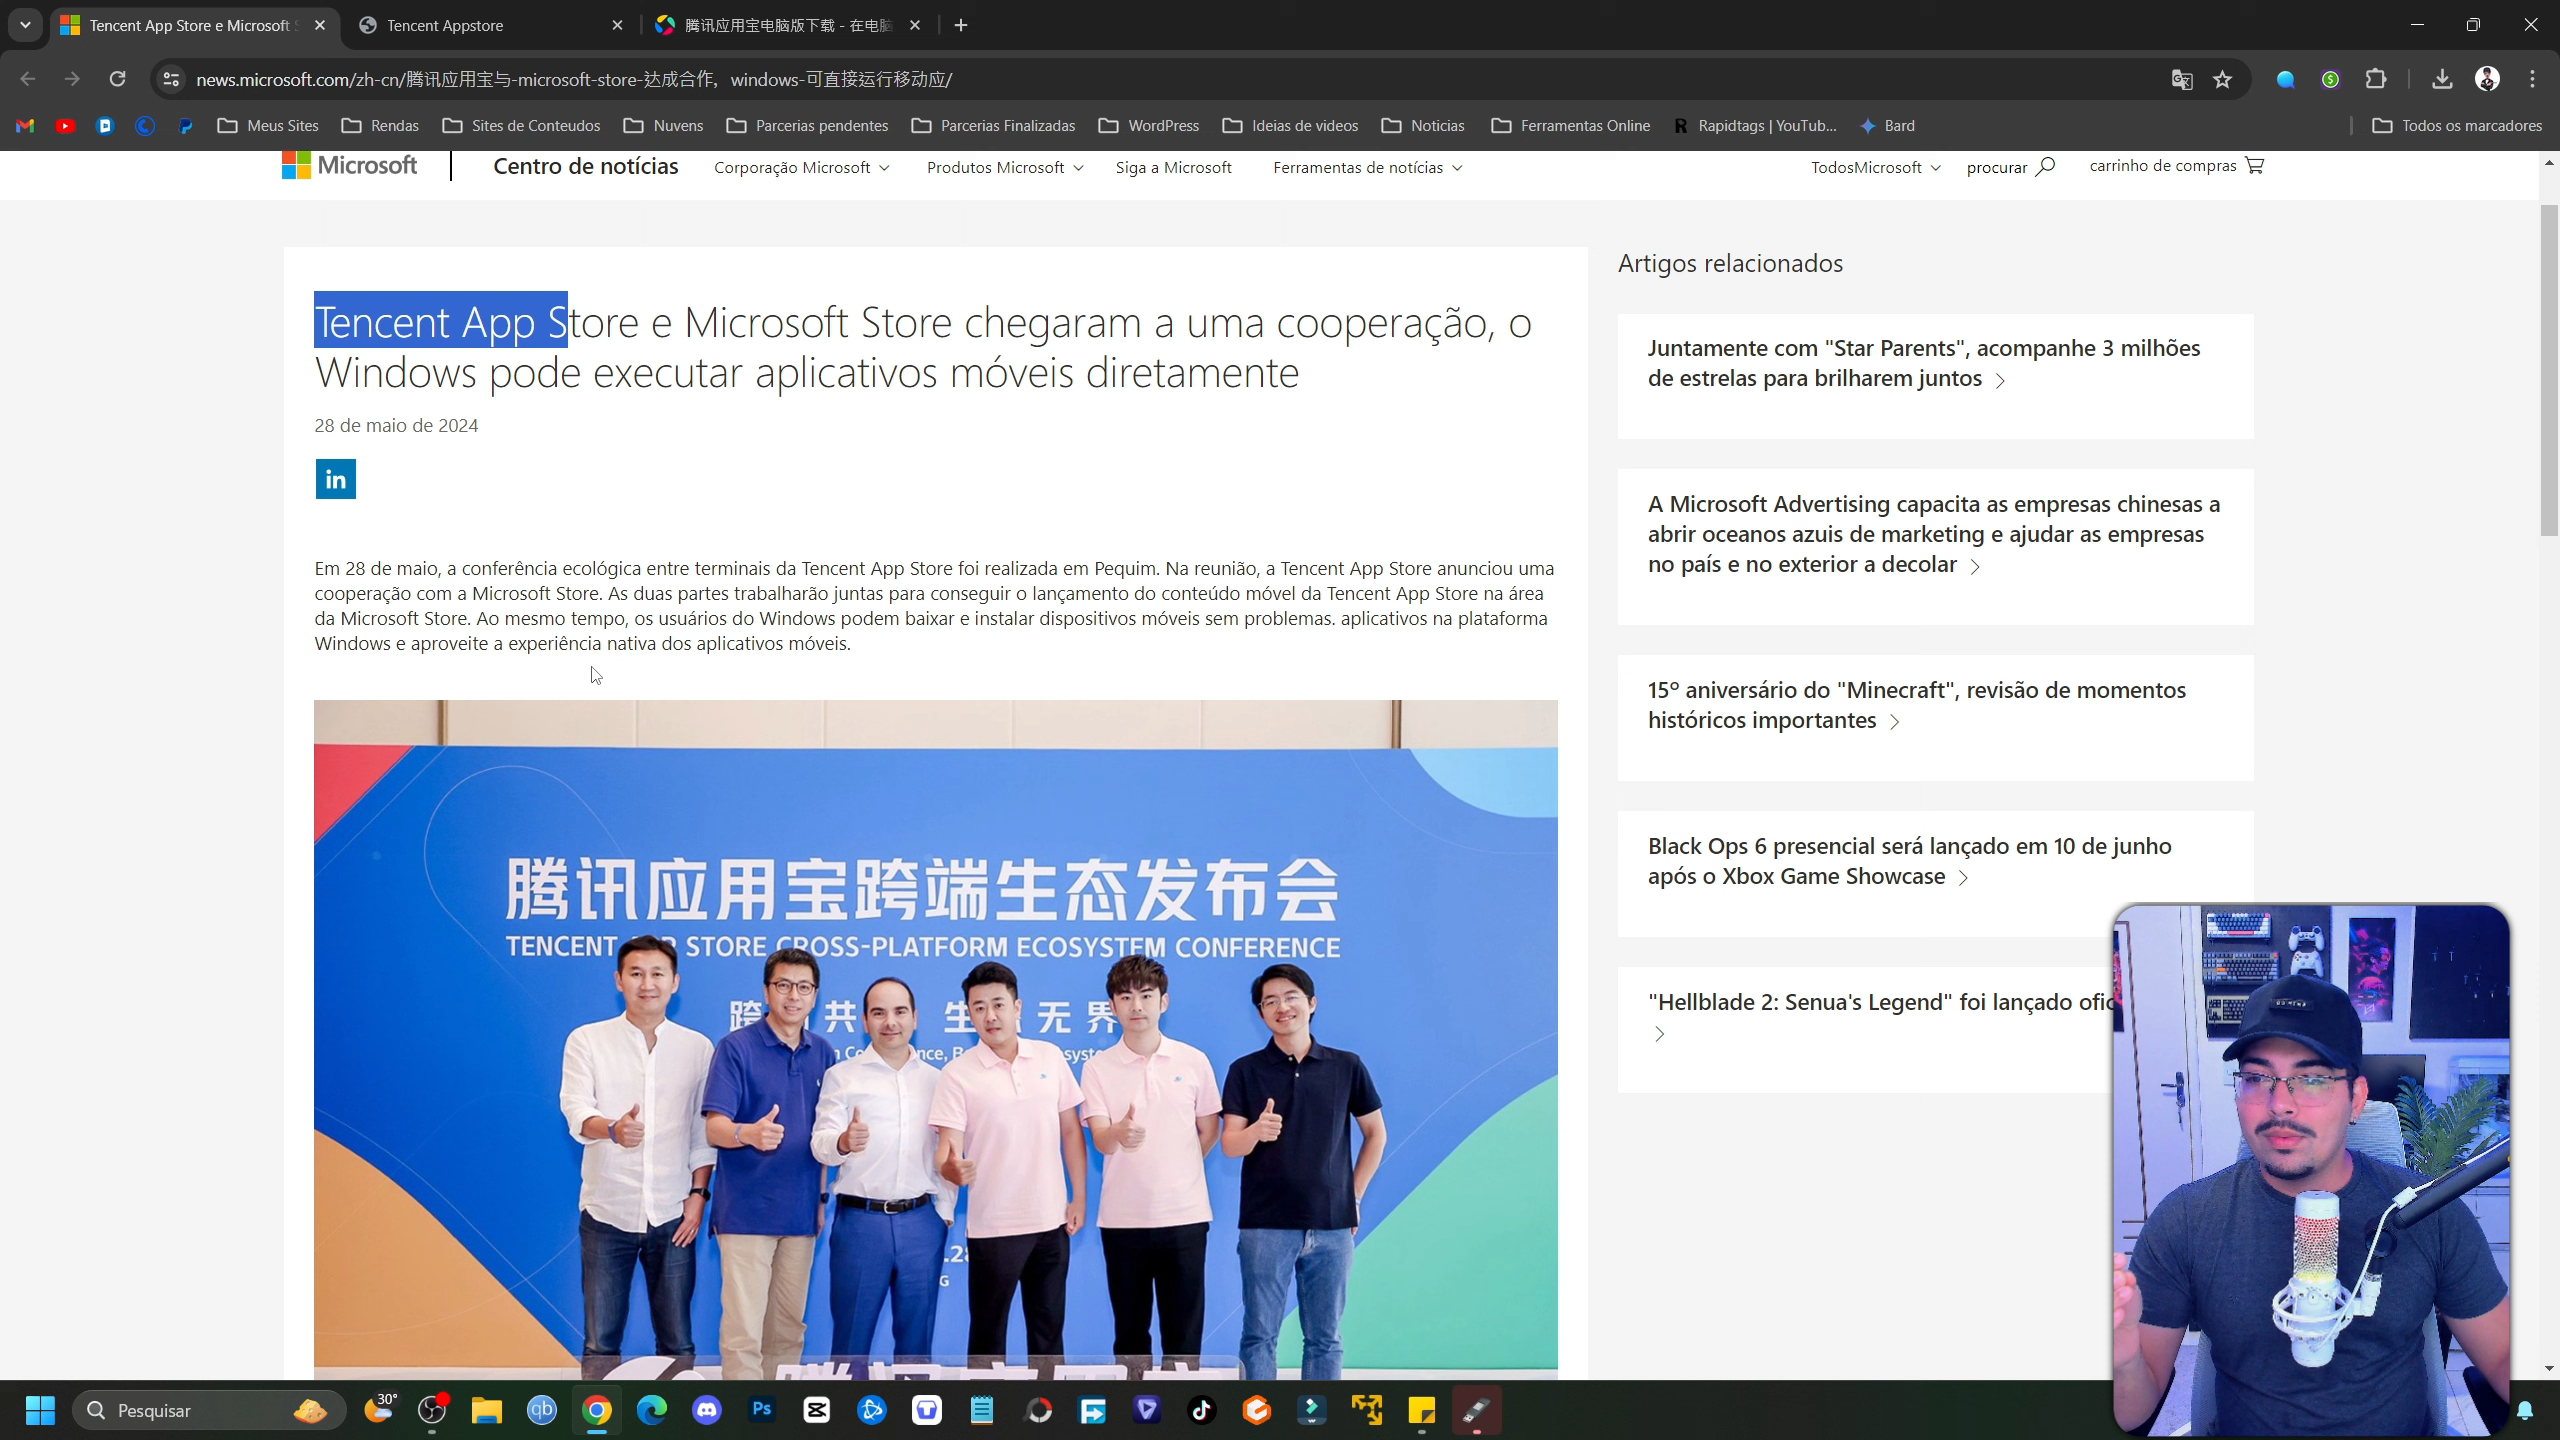 Tencent App Store e Microsoft S
Tencent Appstore
腾讯应用宝电脑版下载 - 在电脑
news.microsoft.com/zh-cn/腾讯应用宝与-microsoft-store-达成合作，windows-可直接运行移动应/
Meus Sites
Rendas
Sites de Conteudos
Nuvens
Parcerias pendentes
Parcerias Finalizadas
WordPress
Ideias de videos
Noticias
Ferramentas Online
Rapidtags | YouTub...
Bard
Todos os marcadores
Microsoft
Centro de notícias
Corporação Microsoft
Produtos Microsoft
Siga a Microsoft
Ferramentas de notícias
TodosMicrosoft
procurar
carrinho de compras
Tencent App Store e Microsoft Store chegaram a uma cooperação, o
Windows pode executar aplicativos móveis diretamente
28 de maio de 2024
in
Em 28 de maio, a conferência ecológica entre terminais da Tencent App Store foi realizada em Pequim. Na reunião, a Tencent App Store anunciou uma
cooperação com a Microsoft Store. As duas partes trabalharão juntas para conseguir o lançamento do conteúdo móvel da Tencent App Store na área
da Microsoft Store. Ao mesmo tempo, os usuários do Windows podem baixar e instalar dispositivos móveis sem problemas. aplicativos na plataforma
Windows e aproveite a experiência nativa dos aplicativos móveis.
腾讯应用宝跨端生态发布会
TENCENT APP STORE CROSS-PLATFORM ECOSYSTEM CONFERENCE
跨 共 生 无 界
Artigos relacionados
Juntamente com "Star Parents", acompanhe 3 milhões
de estrelas para brilharem juntos
A Microsoft Advertising capacita as empresas chinesas a
abrir oceanos azuis de marketing e ajudar as empresas
no país e no exterior a decolar
15º aniversário do "Minecraft", revisão de momentos
históricos importantes
Black Ops 6 presencial será lançado em 10 de junho
após o Xbox Game Showcase
"Hellblade 2: Senua's Legend" foi lançado ofic
Pesquisar
30°
qb
Ps